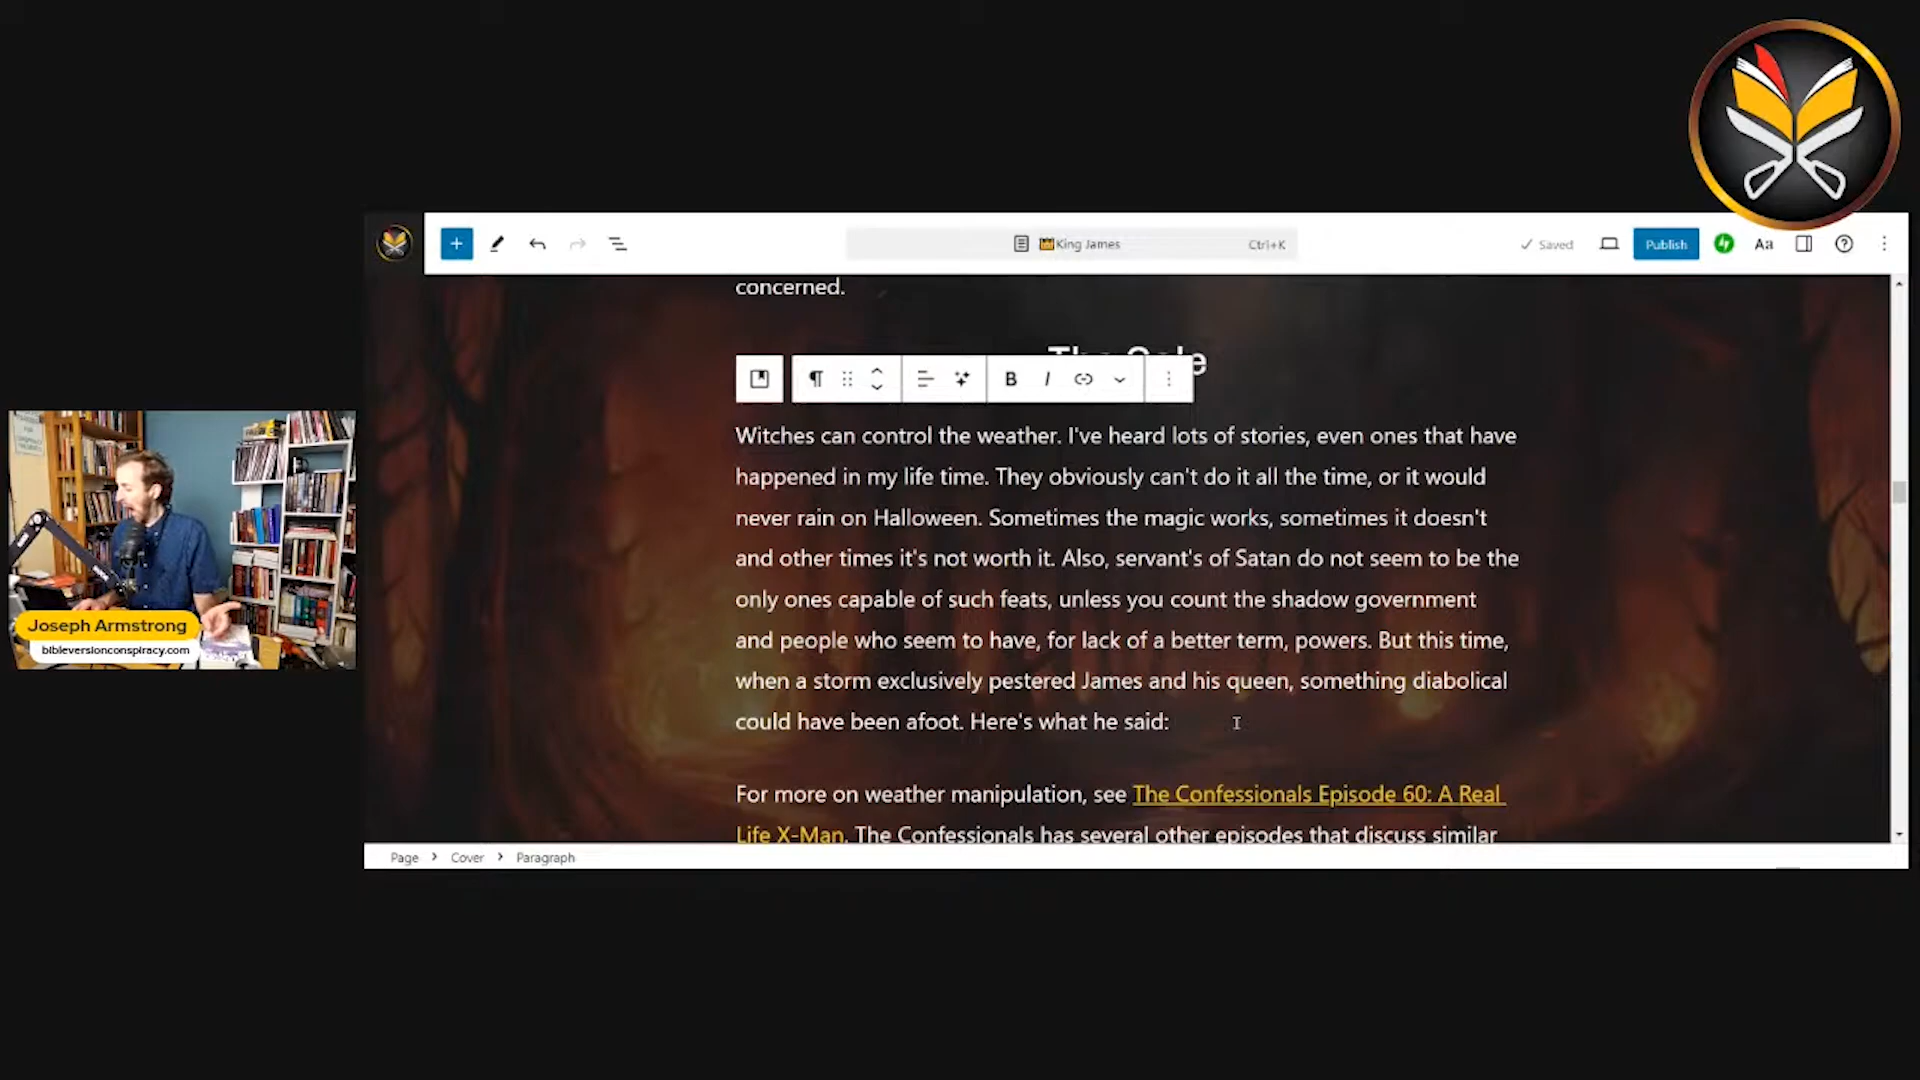 King James
Ctrl+K
Saved
Publish
Aa
concerned.
B I
Witches can control the weather. I've heard lots of stories, even ones that have
happened in my life time. They obviously can't do it all the time, or it would
never rain on Halloween. Sometimes the magic works, sometimes it doesn't
and other times it's not worth it. Also, servant's of Satan do not seem to be the
only ones capable of such feats, unless you count the shadow government
and people who seem to have, for lack of a better term, powers. But this time,
when a storm exclusively pestered James and his queen, something diabolical
could have been afoot. Here's what he said:
For more on weather manipulation, see The Confessionals Episode 60: A Real
Life X-Man. The Confessionals has several other episodes that discuss similar
Page > Cover > Paragraph
Joseph Armstrong
bibleversionconspiracy.com